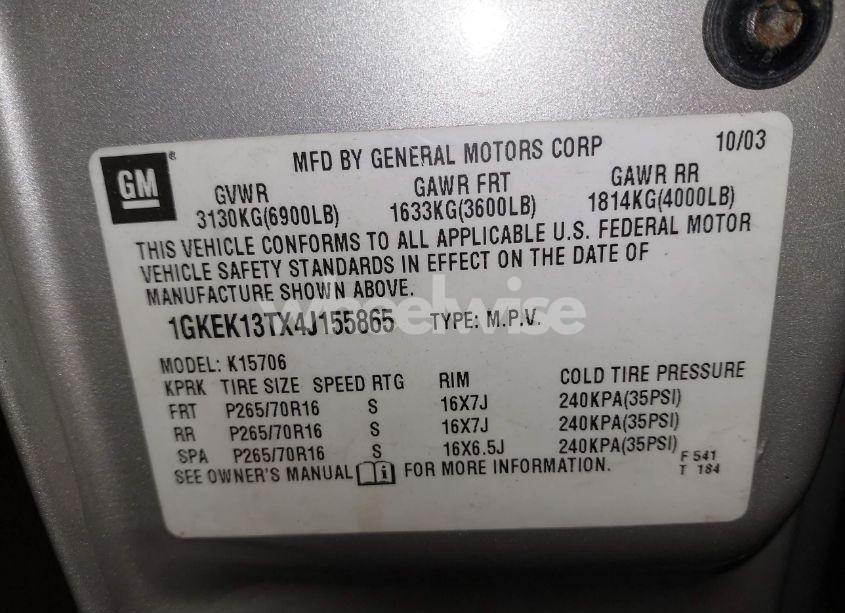 GM
®
MFD BY GENERAL MOTORS CORP 10/03
GVWR GAWR FRT GAWR RR
3130KG(6900LB) 1633KG(3600LB) 1814KG(4000LB)
THIS VEHICLE CONFORMS TO ALL APPLICABLE U.S. FEDERAL MOTOR
VEHICLE SAFETY STANDARDS IN EFFECT ON THE DATE OF
MANUFACTURE SHOWN ABOVE.
wheelwise
1GKEK13TX4J155865 TYPE: M.P.V.
MODEL: K15706
KPRK TIRE SIZE SPEED RTG RIM COLD TIRE PRESSURE
FRT P265/70R16 S 16X7J 240KPA(35PSI)
RR P265/70R16 S 16X7J 240KPA(35PSI)
SPA P265/70R16 S 16X6.5J 240KPA(35PSI)
SEE OWNER'S MANUAL i FOR MORE INFORMATION.
F 541
T 184